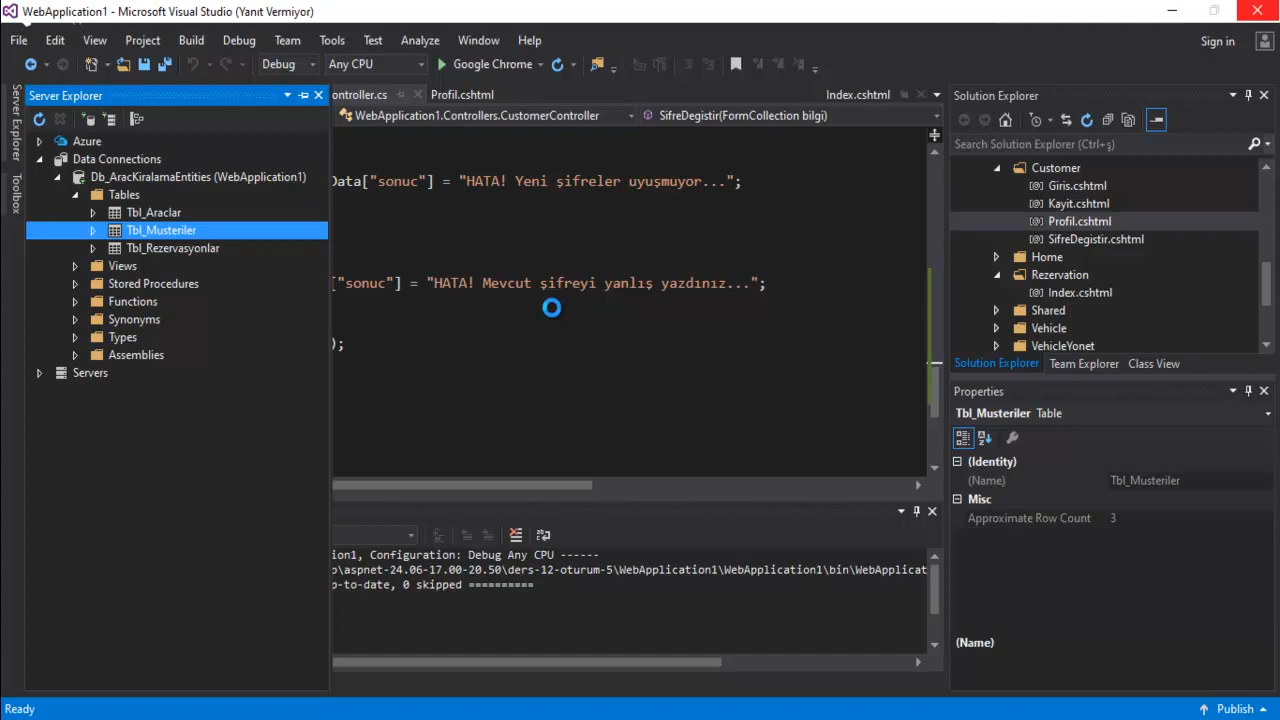 WebApplication1 - Microsoft Visual Studio (Yanıt Vermiyor)
File Edit View Project Build Debug Team Tools Test Analyze Window Help
Sign in
Debug Any CPU Google Chrome
Server Explorer
Toolbox
Server Explorer
Azure
Data Connections
Db_AracKiralamaEntities (WebApplication1)
Tables
Tbl_Araclar
Tbl_Musteriler
Tbl_Rezervasyonlar
Views
Stored Procedures
Functions
Synonyms
Types
Assemblies
Servers
ontroller.cs Profil.cshtml Index.cshtml
WebApplication1.Controllers.CustomerController SifreDegistir(FormCollection bilgi)
Data["sonuc"] = "HATA! Yeni şifreler uyuşmuyor...";
["sonuc"] = "HATA! Mevcut şifreyi yanlış yazdınız...";
);
ion1, Configuration: Debug Any CPU ------
\aspnet-24.06-17.00-20.50\ders-12-oturum-5\WebApplication1\WebApplication1\bin\WebApplicat
-to-date, 0 skipped ==========
Solution Explorer
Search Solution Explorer (Ctrl+ş)
Customer
Giris.cshtml
Kayit.cshtml
Profil.cshtml
SifreDegistir.cshtml
Home
Rezervation
Index.cshtml
Shared
Vehicle
VehicleYonet
Solution Explorer Team Explorer Class View
Properties
Tbl_Musteriler Table
(Identity)
(Name) Tbl_Musteriler
Misc
Approximate Row Count 3
(Name)
Ready
Publish